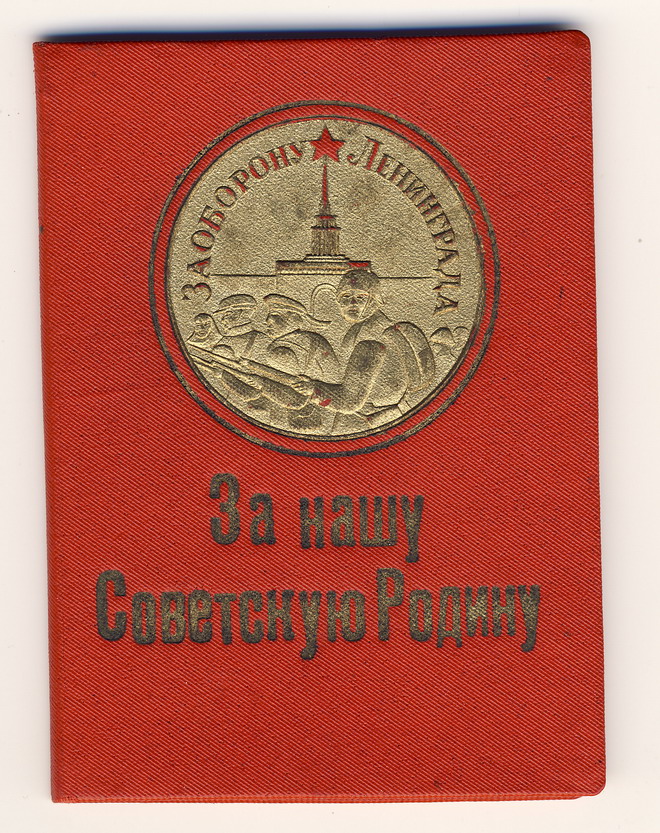 За оборону Ленинграда
За нашу
Советскую Родину